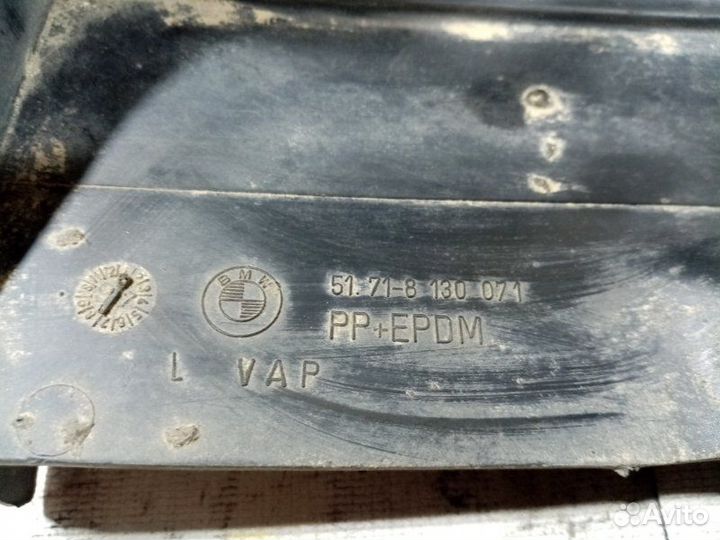 BMW
51.71-8 130 071
PP+EPDM
L VAP
Avito